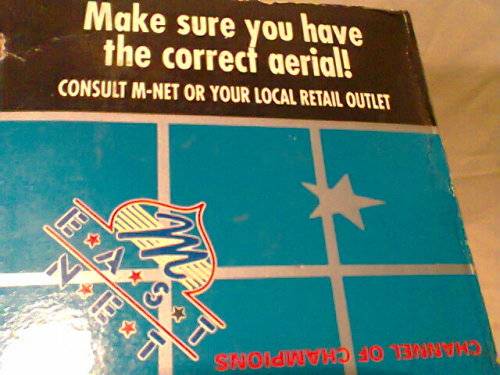 Make sure you have
the correct aerial!
CONSULT M-NET OR YOUR LOCAL RETAIL OUTLET
M
EAST
NET
CHANNEL OF CHAMPIONS